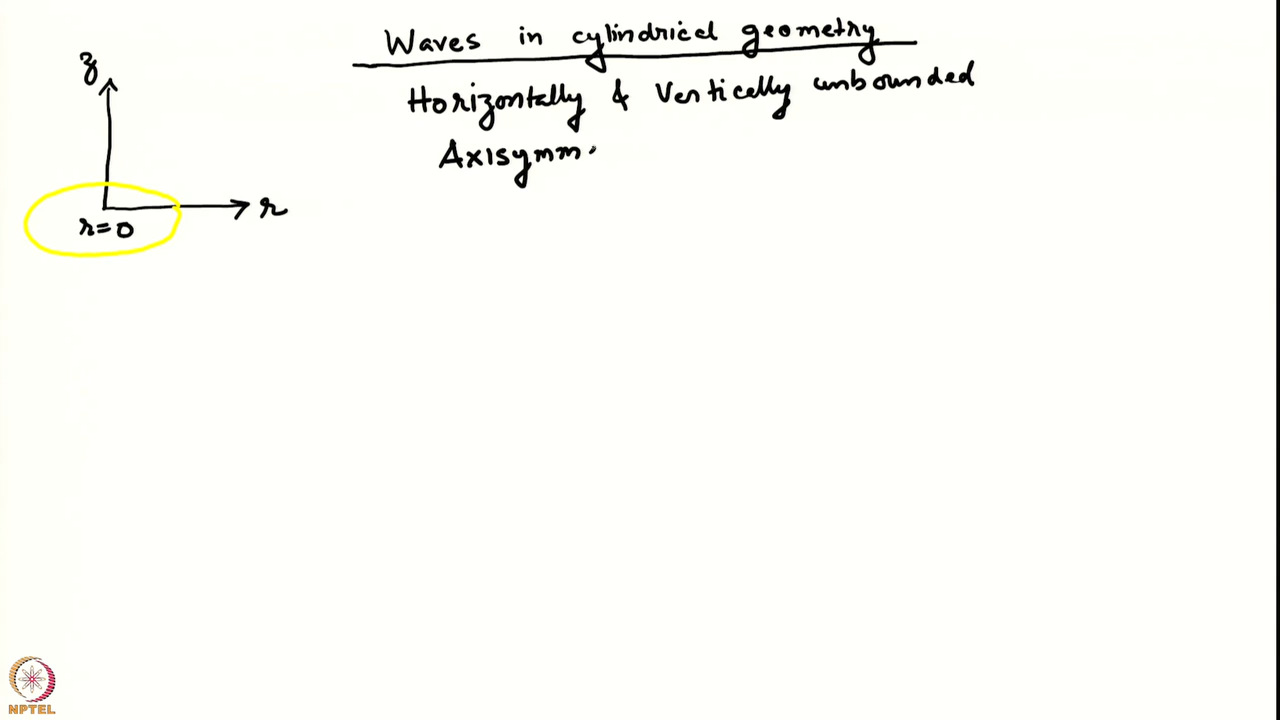 Waves in cylindrical geometry
Horizontally & Vertically unbounded
Axisymm
z
r
r=0
NPTEL